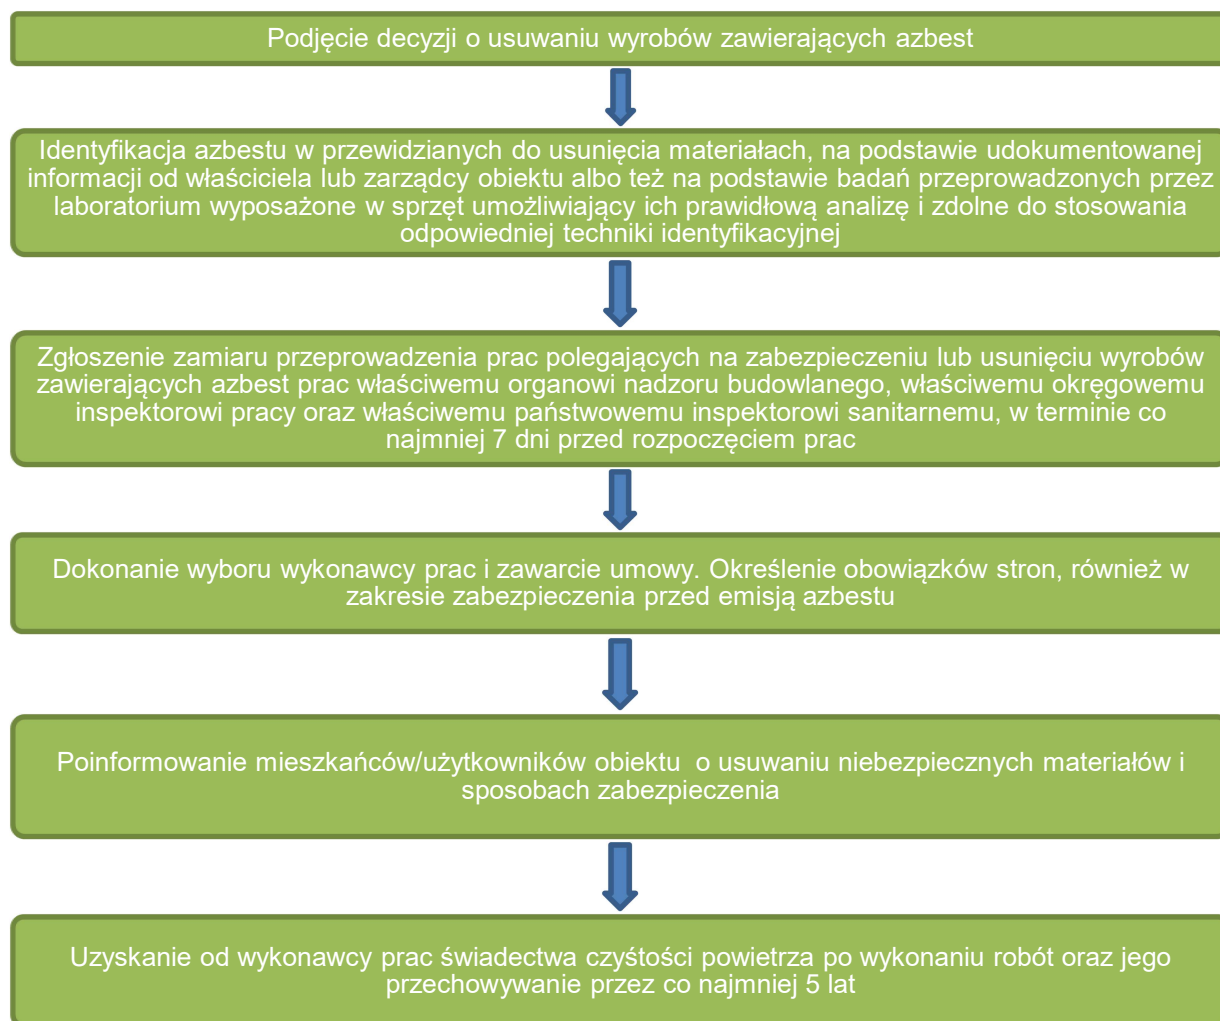 Podjęcie decyzji o usuwaniu wyrobów zawierających azbest
Identyfikacja azbestu w przewidzianych do usunięcia materiałach, na podstawie udokumentowanej
informacji od właściciela lub zarządcy obiektu albo też na podstawie badań przeprowadzonych przez
laboratorium wyposażone w sprzęt umożliwiający ich prawidłową analizę i zdolne do stosowania
odpowiedniej techniki identyfikacyjnej
Zgłoszenie zamiaru przeprowadzenia prac polegających na zabezpieczeniu lub usunięciu wyrobów
zawierających azbest prac właściwemu organowi nadzoru budowlanego, właściwemu okręgowemu
inspektorowi pracy oraz właściwemu państwowemu inspektorowi sanitarnemu, w terminie co
najmniej 7 dni przed rozpoczęciem prac
Dokonanie wyboru wykonawcy prac i zawarcie umowy. Określenie obowiązków stron, również w
zakresie zabezpieczenia przed emisją azbestu
Poinformowanie mieszkańców/użytkowników obiektu o usuwaniu niebezpiecznych materiałów i
sposobach zabezpieczenia
Uzyskanie od wykonawcy prac świadectwa czyśtości powietrza po wykonaniu robót oraz jego
przechowywanie przez co najmniej 5 lat